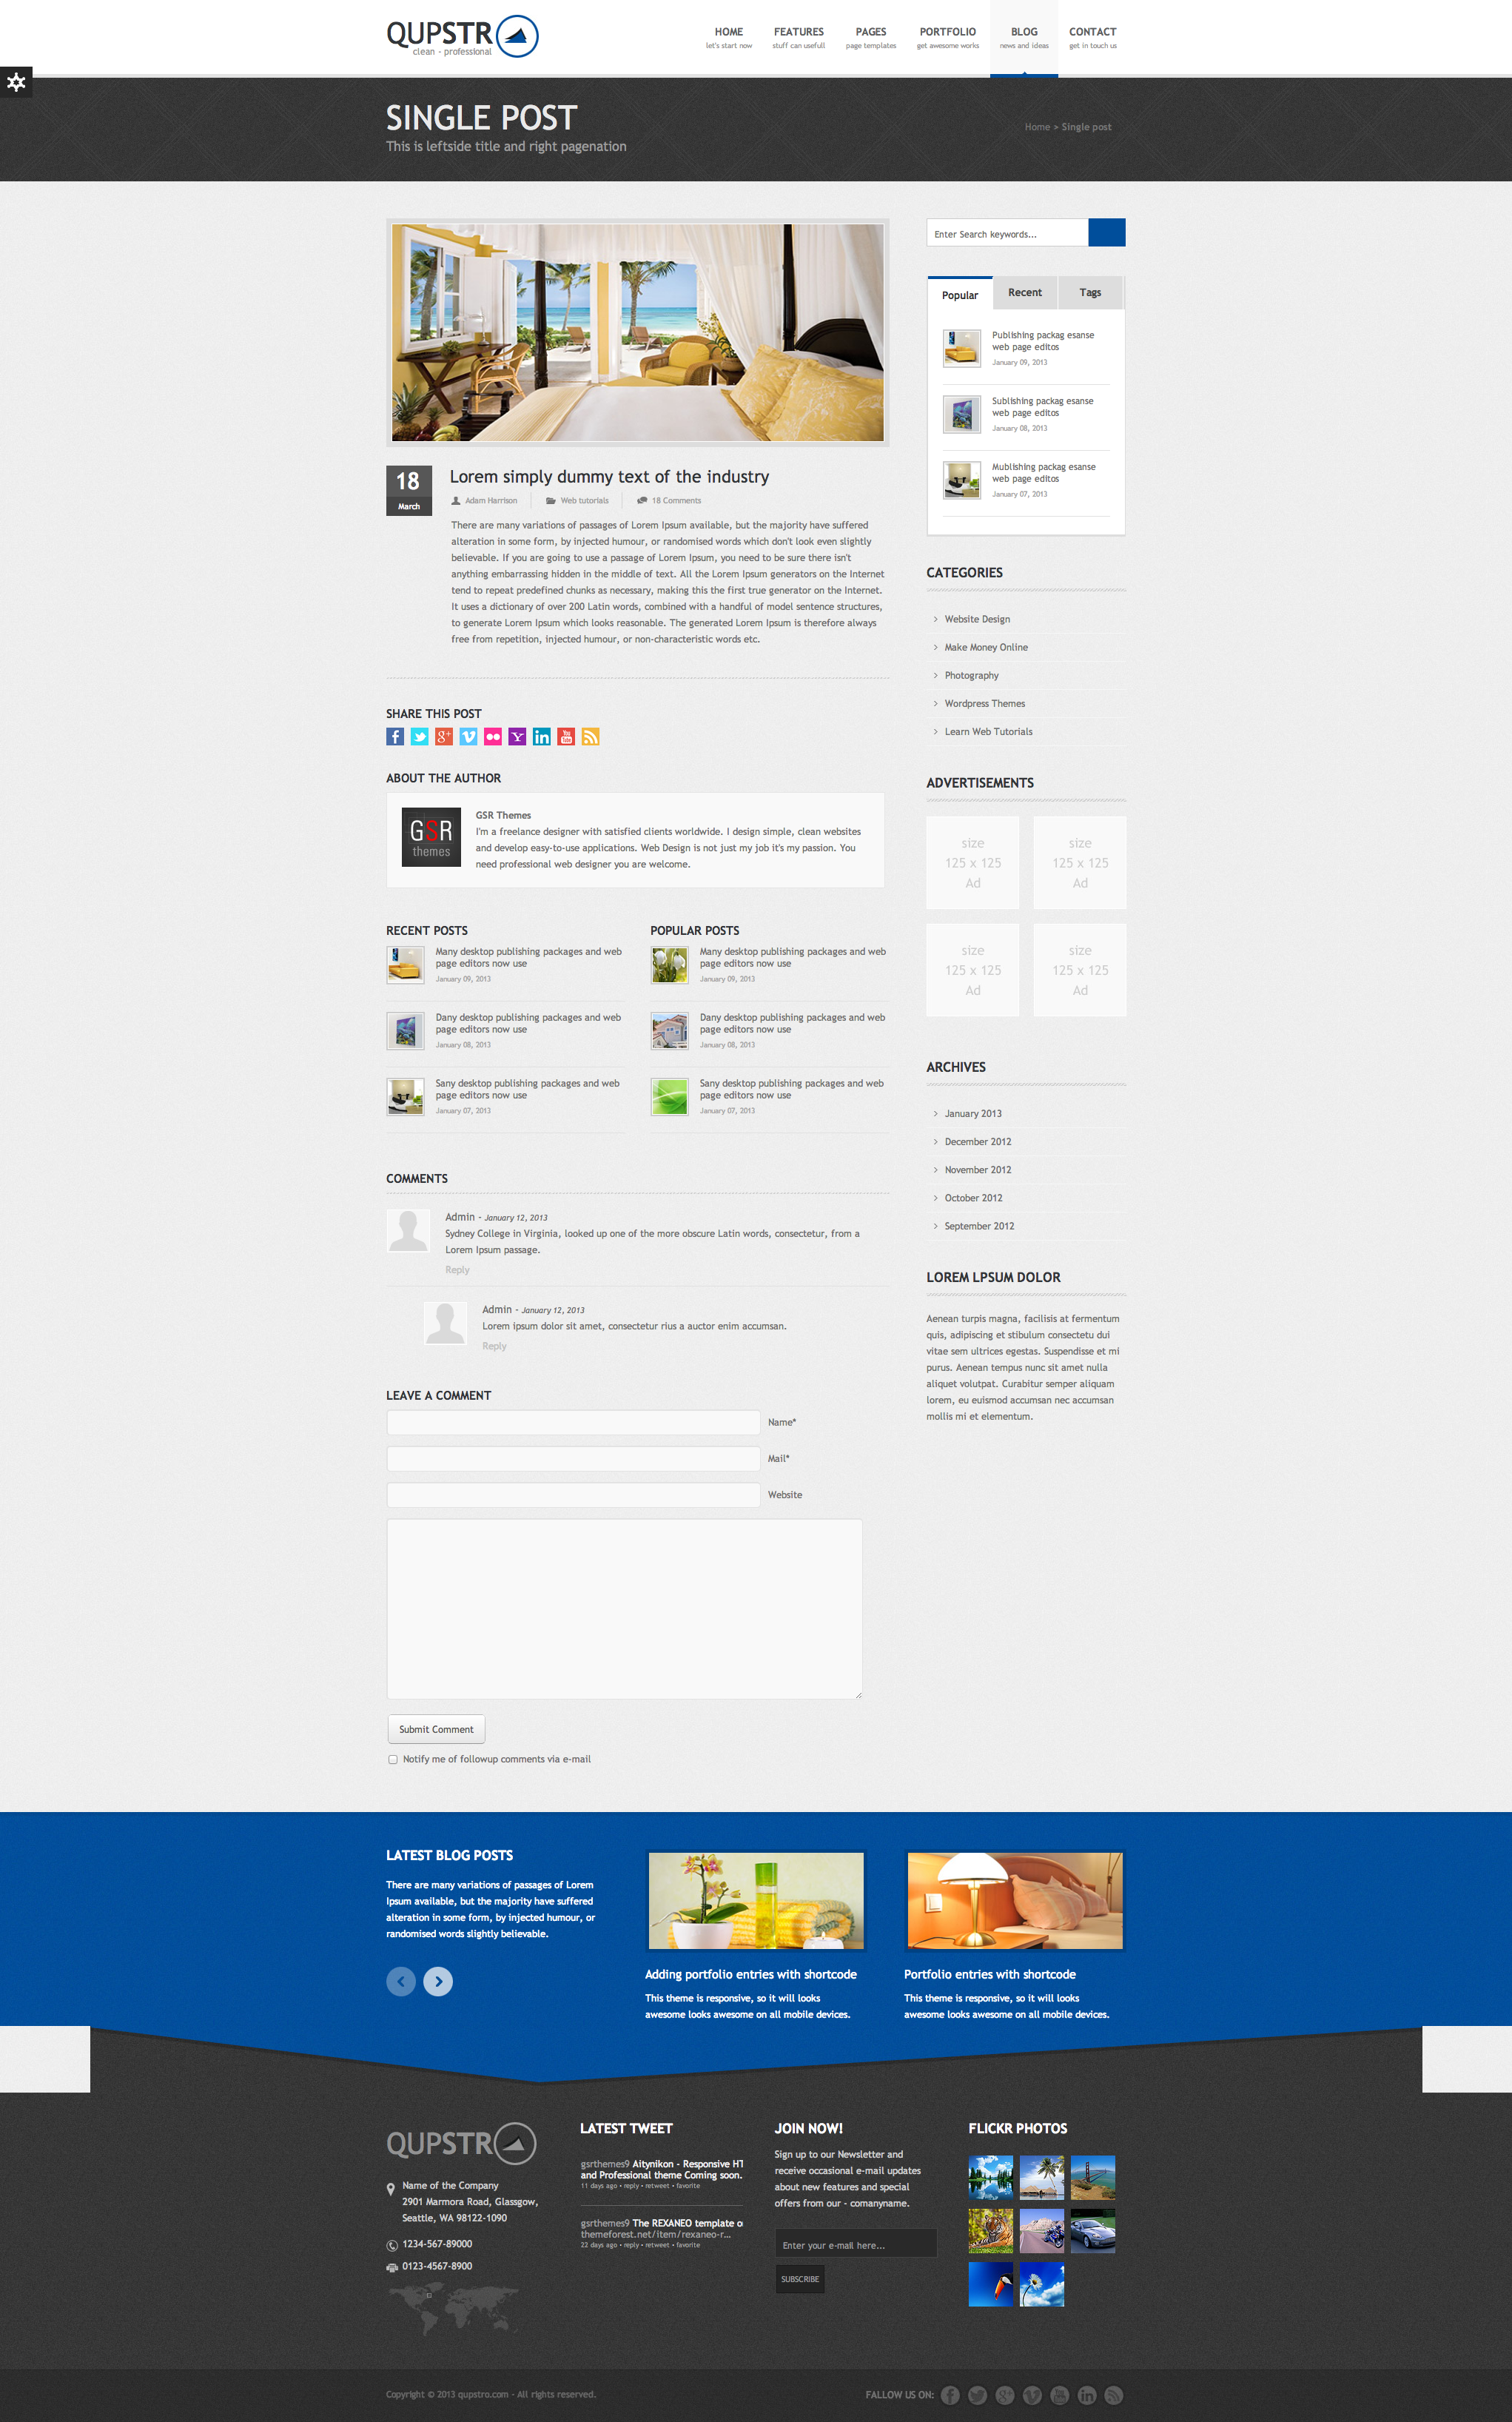 QUPSTR
clean - professional
HOME
let's start now
FEATURES
stuff can usefull
PAGES
page templates
PORTFOLIO
get awesome works
BLOG
news and ideas
CONTACT
get in touch us
SINGLE POST
This is leftside title and right pagenation
Home > Single post
18
March
Lorem simply dummy text of the industry
Adam Harrison
Web tutorials
18 Comments
There are many variations of passages of Lorem Ipsum available, but the majority have suffered
alteration in some form, by injected humour, or randomised words which don't look even slightly
believable. If you are going to use a passage of Lorem Ipsum, you need to be sure there isn't
anything embarrassing hidden in the middle of text. All the Lorem Ipsum generators on the Internet
tend to repeat predefined chunks as necessary, making this the first true generator on the Internet.
It uses a dictionary of over 200 Latin words, combined with a handful of model sentence structures,
to generate Lorem Ipsum which looks reasonable. The generated Lorem Ipsum is therefore always
free from repetition, injected humour, or non-characteristic words etc.
SHARE THIS POST
ABOUT THE AUTHOR
GSR
themes
GSR Themes
I'm a freelance designer with satisfied clients worldwide. I design simple, clean websites
and develop easy-to-use applications. Web Design is not just my job it's my passion. You
need professional web designer you are welcome.
RECENT POSTS
Many desktop publishing packages and web
page editors now use
January 09, 2013
Dany desktop publishing packages and web
page editors now use
January 08, 2013
Sany desktop publishing packages and web
page editors now use
January 07, 2013
POPULAR POSTS
Many desktop publishing packages and web
page editors now use
January 09, 2013
Dany desktop publishing packages and web
page editors now use
January 08, 2013
Sany desktop publishing packages and web
page editors now use
January 07, 2013
COMMENTS
Admin - January 12, 2013
Sydney College in Virginia, looked up one of the more obscure Latin words, consectetur, from a
Lorem Ipsum passage.
Reply
Admin - January 12, 2013
Lorem ipsum dolor sit amet, consectetur rius a auctor enim accumsan.
Reply
LEAVE A COMMENT
Name*
Mail*
Website
Submit Comment
Notify me of followup comments via e-mail
Enter Search keywords...
Popular
Recent
Tags
Publishing packag esanse
web page editos
January 09, 2013
Sublishing packag esanse
web page editos
January 08, 2013
Mublishing packag esanse
web page editos
January 07, 2013
CATEGORIES
Website Design
Make Money Online
Photography
Wordpress Themes
Learn Web Tutorials
ADVERTISEMENTS
size
125 x 125
Ad
size
125 x 125
Ad
size
125 x 125
Ad
size
125 x 125
Ad
ARCHIVES
January 2013
December 2012
November 2012
October 2012
September 2012
LOREM LPSUM DOLOR
Aenean turpis magna, facilisis at fermentum
quis, adipiscing et stibulum consectetu dui
vitae sem ultrices egestas. Suspendisse et mi
purus. Aenean tempus nunc sit amet nulla
aliquet volutpat. Curabitur semper aliquam
lorem, eu euismod accumsan nec accumsan
mollis mi et elementum.
LATEST BLOG POSTS
There are many variations of passages of Lorem
Ipsum available, but the majority have suffered
alteration in some form, by injected humour, or
randomised words slightly believable.
Adding portfolio entries with shortcode
This theme is responsive, so it will looks
awesome looks awesome on all mobile devices.
Portfolio entries with shortcode
This theme is responsive, so it will looks
awesome looks awesome on all mobile devices.
QUPSTR
Name of the Company
2901 Marmora Road, Glassgow,
Seattle, WA 98122-1090
1234-567-89000
0123-4567-8900
LATEST TWEET
gsrthemes9 Aitynikon - Responsive HT
and Professional theme Coming soon.
11 days ago • reply • retweet • favorite
gsrthemes9 The REXANEO template o
themeforest.net/item/rexaneo-r...
22 days ago • reply • retweet • favorite
JOIN NOW!
Sign up to our Newsletter and
receive occasional e-mail updates
about new features and special
offers from our - comanyname.
Enter your e-mail here...
SUBSCRIBE
FLICKR PHOTOS
Copyright © 2013 qupstro.com - All rights reserved.
FALLOW US ON: